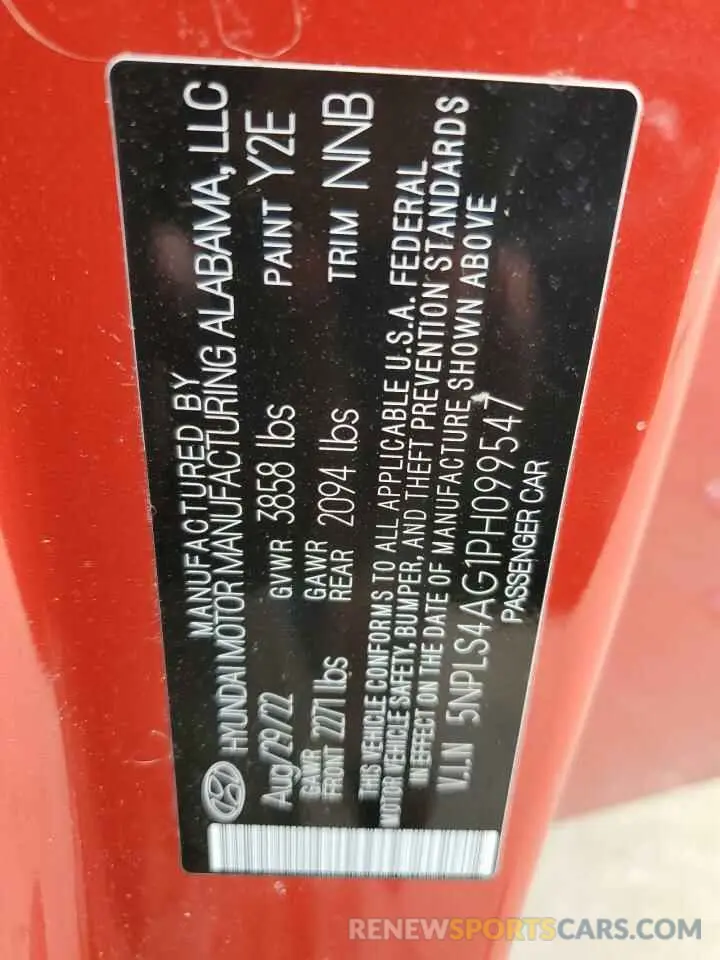 MANUFACTURED BY
HYUNDAI MOTOR MANUFACTURING ALABAMA, LLC
Aug/29/22 GVWR 3858 lbs PAINT Y2E
GAWR FRONT 2271 lbs GAWR REAR 2094 lbs TRIM NNB
THIS VEHICLE CONFORMS TO ALL APPLICABLE U.S.A. FEDERAL
MOTOR VEHICLE SAFETY, BUMPER, AND THEFT PREVENTION STANDARDS
IN EFFECT ON THE DATE OF MANUFACTURE SHOWN ABOVE
V.I.N 5NPLS4AG1PH099547
PASSENGER CAR
RENEWSPORTSCARS.COM